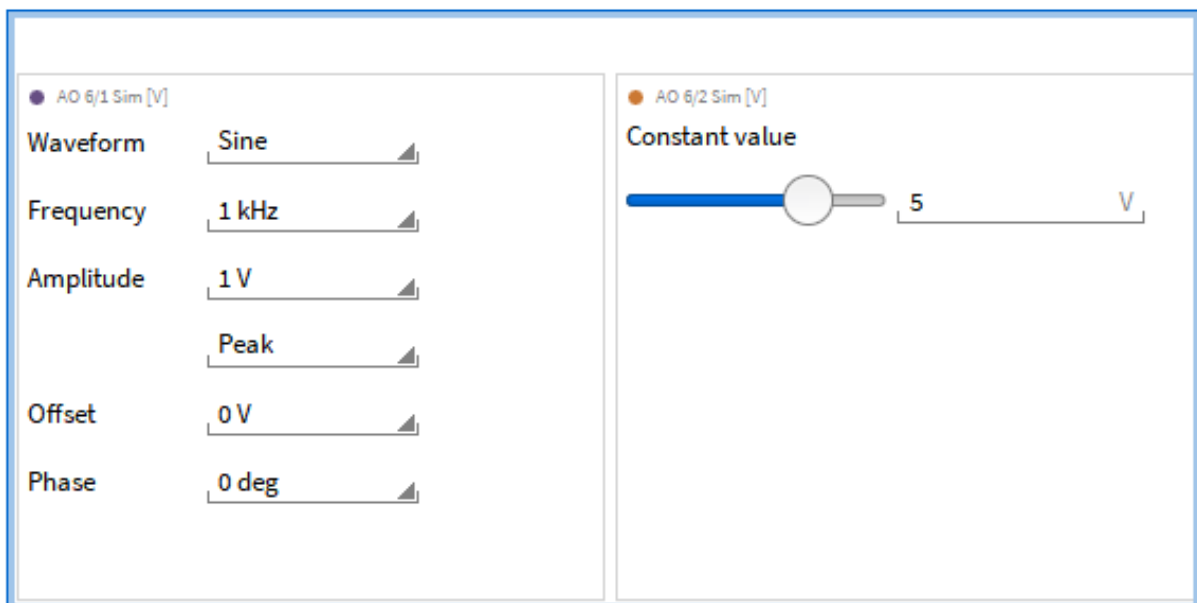 AO 6/1 Sim [V]
Waveform Sine
Frequency 1 kHz
Amplitude 1 V
Peak
Offset 0 V
Phase 0 deg
AO 6/2 Sim [V]
Constant value
5 V